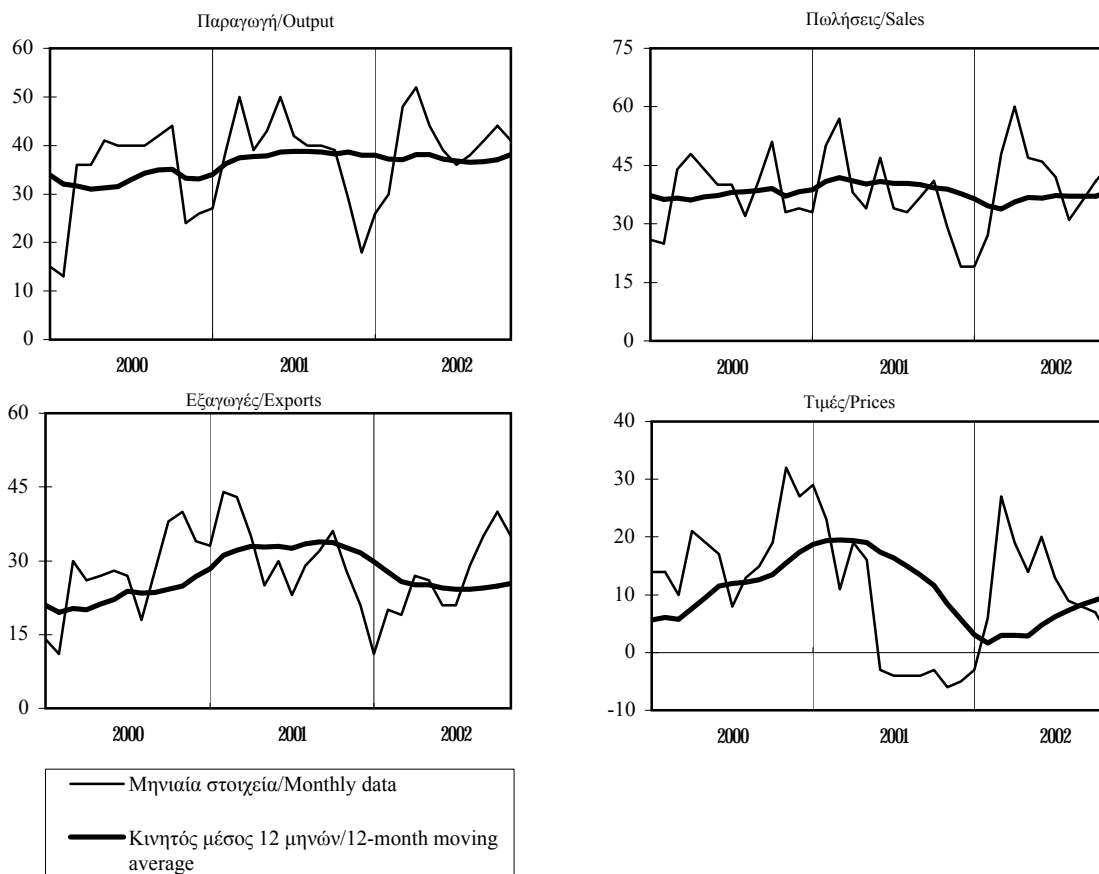 Παραγωγή/Output
60
50
40
30
20
10
0
2000 2001 2002
Πωλήσεις/Sales
75
60
45
30
15
0
2000 2001 2002
Εξαγωγές/Exports
60
45
30
15
0
2000 2001 2002
Τιμές/Prices
40
30
20
10
0
-10
2000 2001 2002
Μηνιαία στοιχεία/Monthly data
Κινητός μέσος 12 μηνών/12-month moving
average